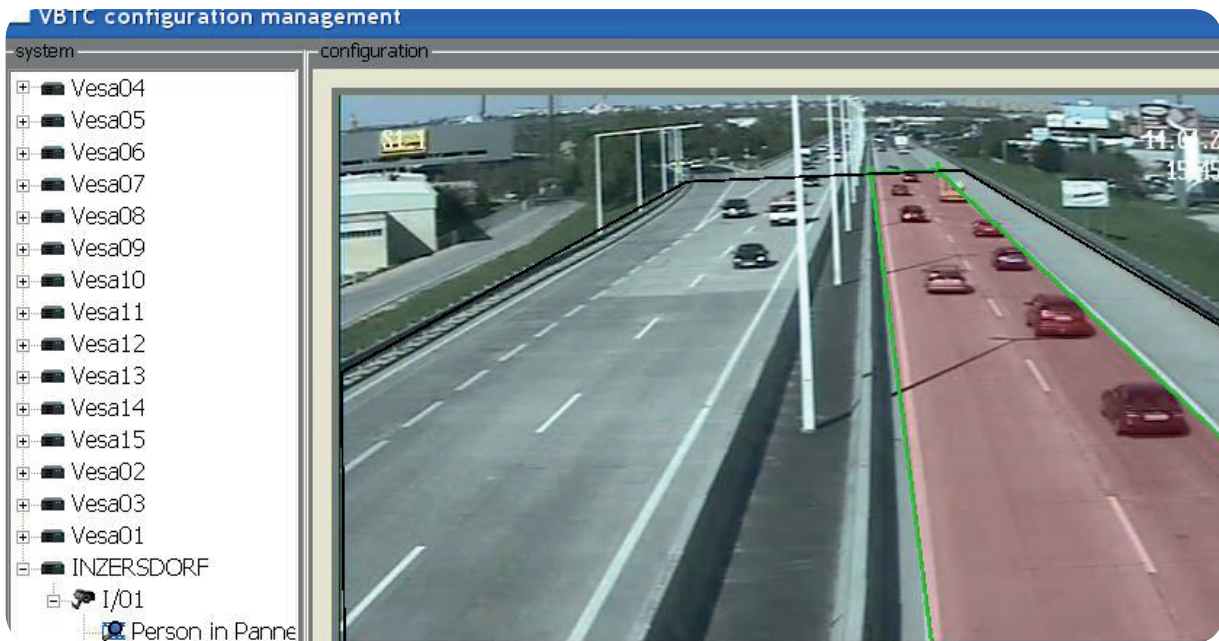 VBTC configuration management
system
configuration
Vesa04
Vesa05
Vesa06
Vesa07
Vesa08
Vesa09
Vesa10
Vesa11
Vesa12
Vesa13
Vesa14
Vesa15
Vesa02
Vesa03
Vesa01
INZERSDORF
I/01
Person in Panne
S1_1